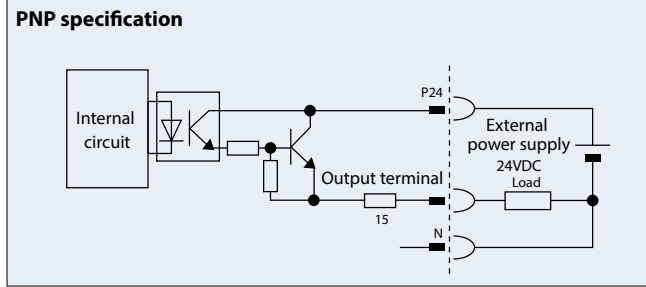 PNP specification
P24
Internal
circuit
External
power supply
24VDC
Load
Output terminal
15
N